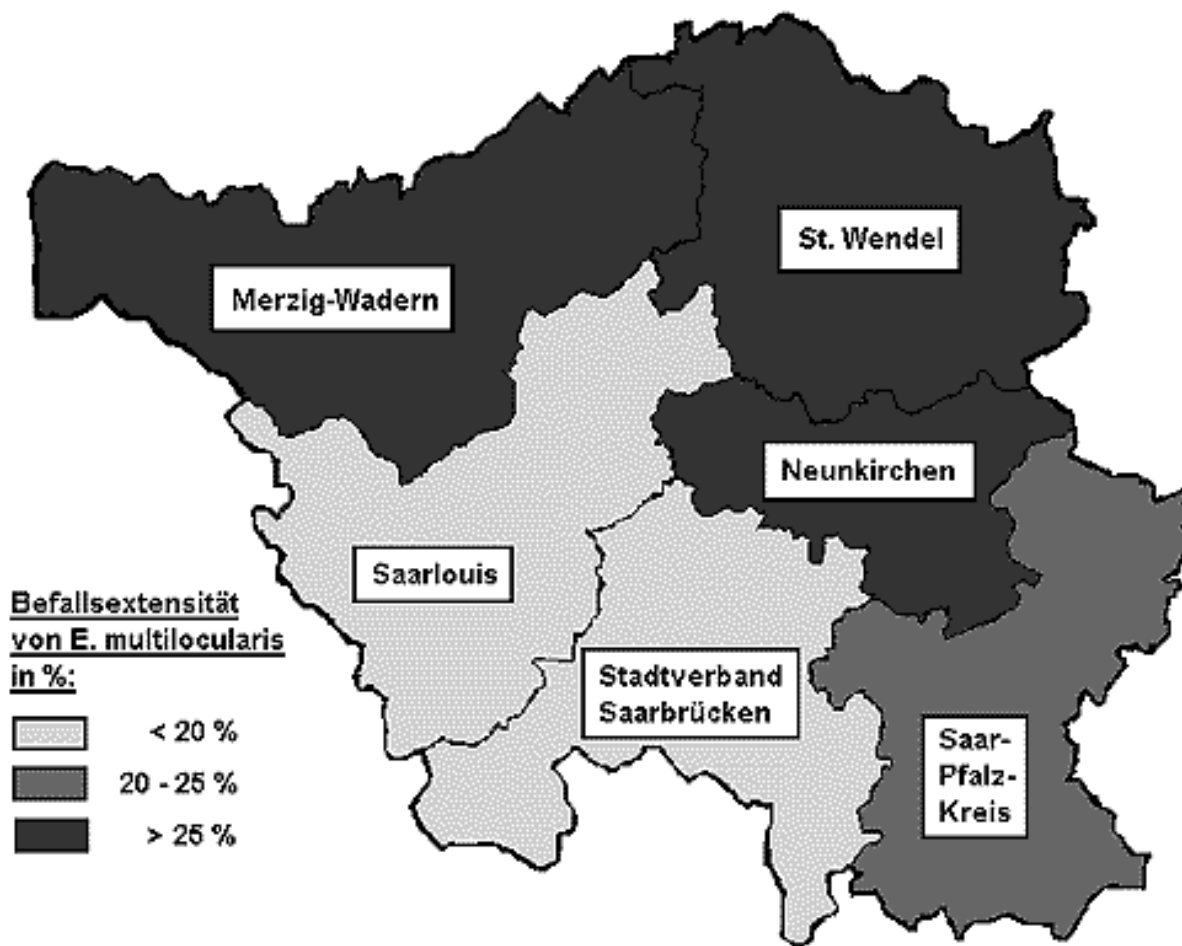 St. Wendel
Merzig-Wadern
Neunkirchen
Saarlouis
Befallsextensität
von E. multilocularis
in %:
< 20 %
20 - 25 %
> 25 %
Stadtverband
Saarbrücken
Saar-
Pfalz-
Kreis